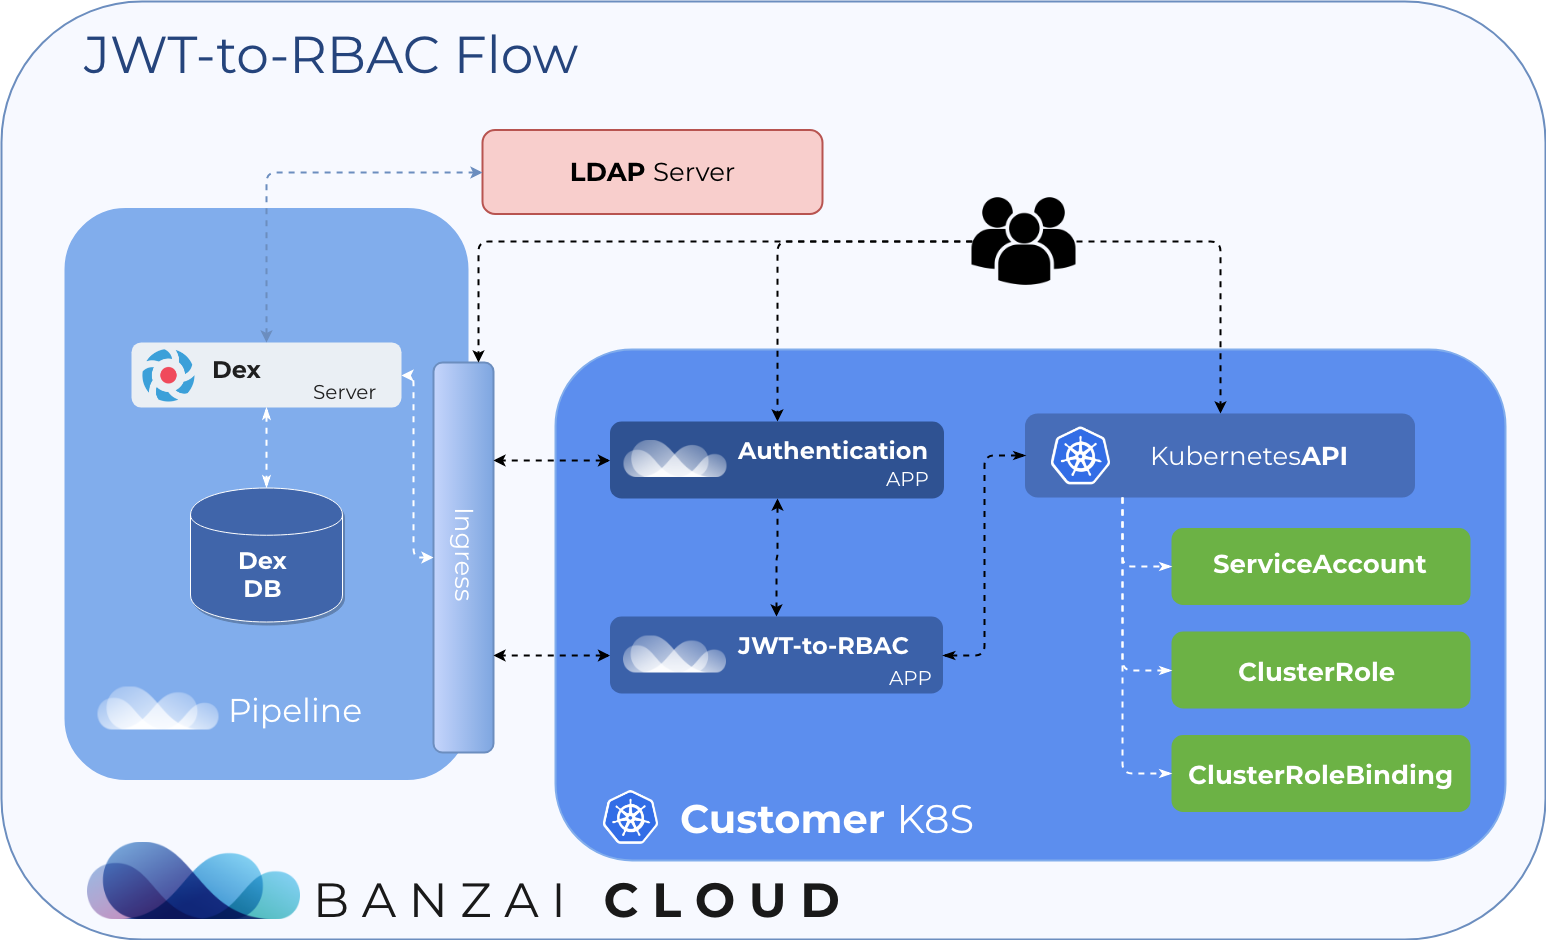 JWT-to-RBAC Flow
LDAP Server
Dex
Server
Dex
DB
Pipeline
Ingress
Authentication
APP
JWT-to-RBAC
APP
KubernetesAPI
ServiceAccount
ClusterRole
ClusterRoleBinding
Customer K8S
BANZAI CLOUD